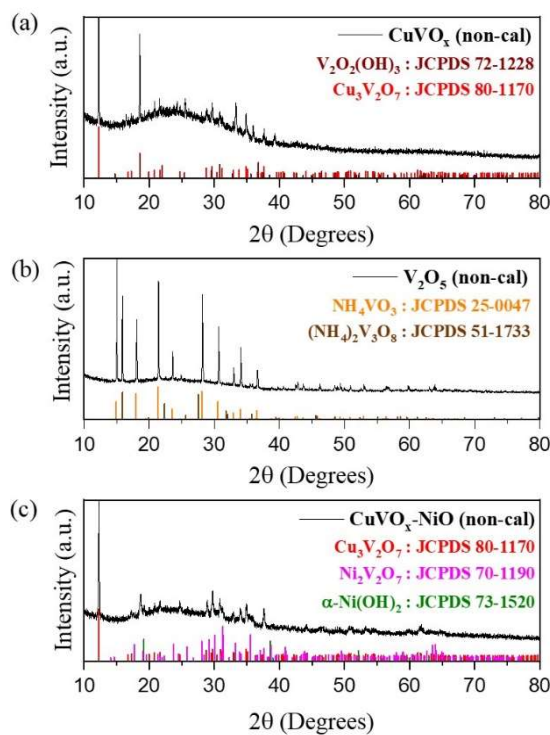 (a)
CuVOₓ (non-cal)
V₂O₂(OH)₃ : JCPDS 72-1228
Cu₃V₂O₇ : JCPDS 80-1170
Intensity (a.u.)
10 20 30 40 50 60 70 80
2θ (Degrees)
(b)
V₂O₅ (non-cal)
NH₄VO₃ : JCPDS 25-0047
(NH₄)₂V₃O₈ : JCPDS 51-1733
Intensity (a.u.)
10 20 30 40 50 60 70 80
2θ (Degrees)
(c)
CuVOₓ-NiO (non-cal)
Cu₃V₂O₇ : JCPDS 80-1170
Ni₂V₂O₇ : JCPDS 70-1190
α-Ni(OH)₂ : JCPDS 73-1520
Intensity (a.u.)
10 20 30 40 50 60 70 80
2θ (Degrees)